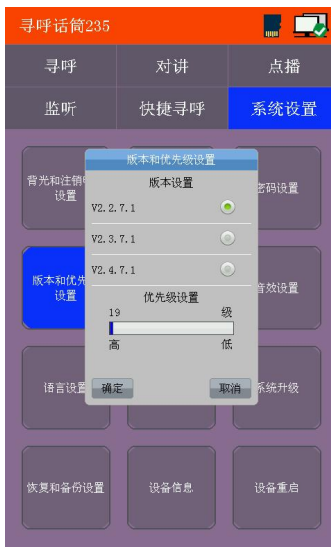 寻呼话筒235
寻呼 对讲 点播
监听 快捷寻呼 系统设置
背光和注销
设置
密码设置
版本和优先级设置
版本设置
V2.2.7.1
V2.3.7.1
V2.4.7.1
优先级设置
19 级
高 低
确定 取消
版本和优先
设置
音效设置
语言设置
系统升级
恢复和备份设置 设备信息 设备重启